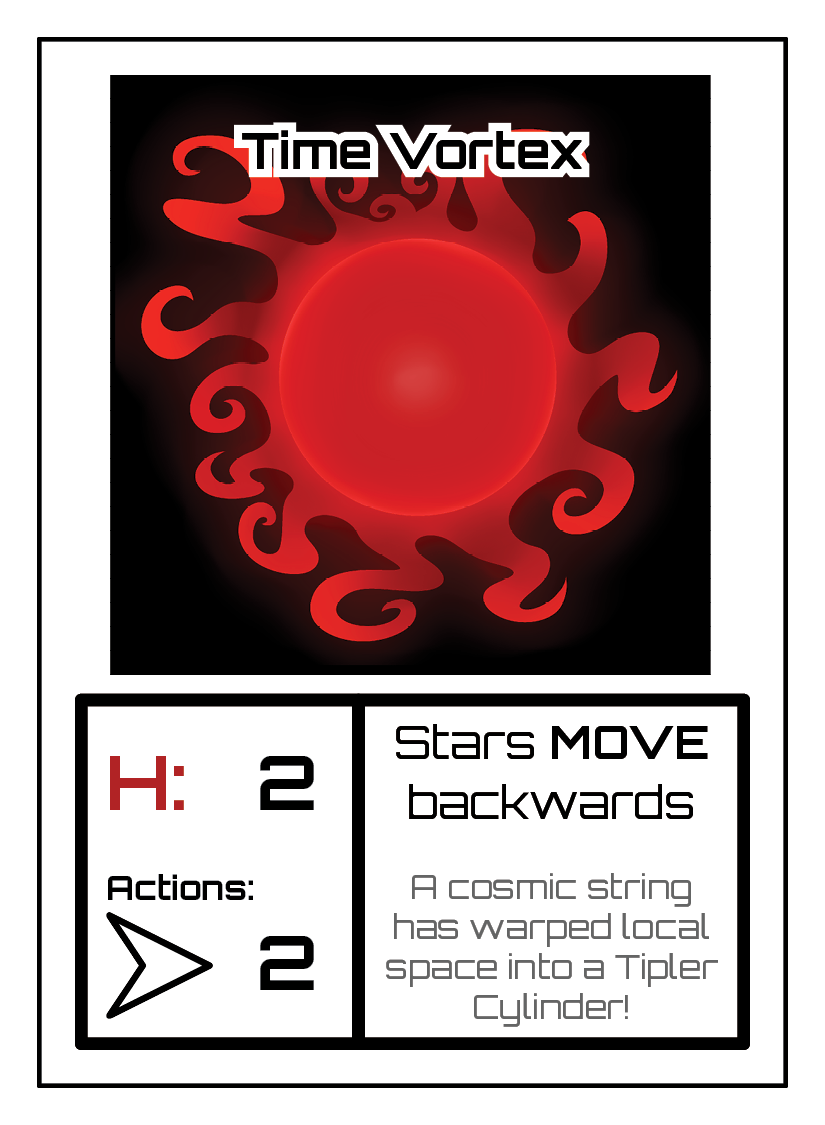 Time Vortex
H: 2
Actions:
2
Stars MOVE
backwards
A cosmic string
has warped local
space into a Tipler
Cylinder!